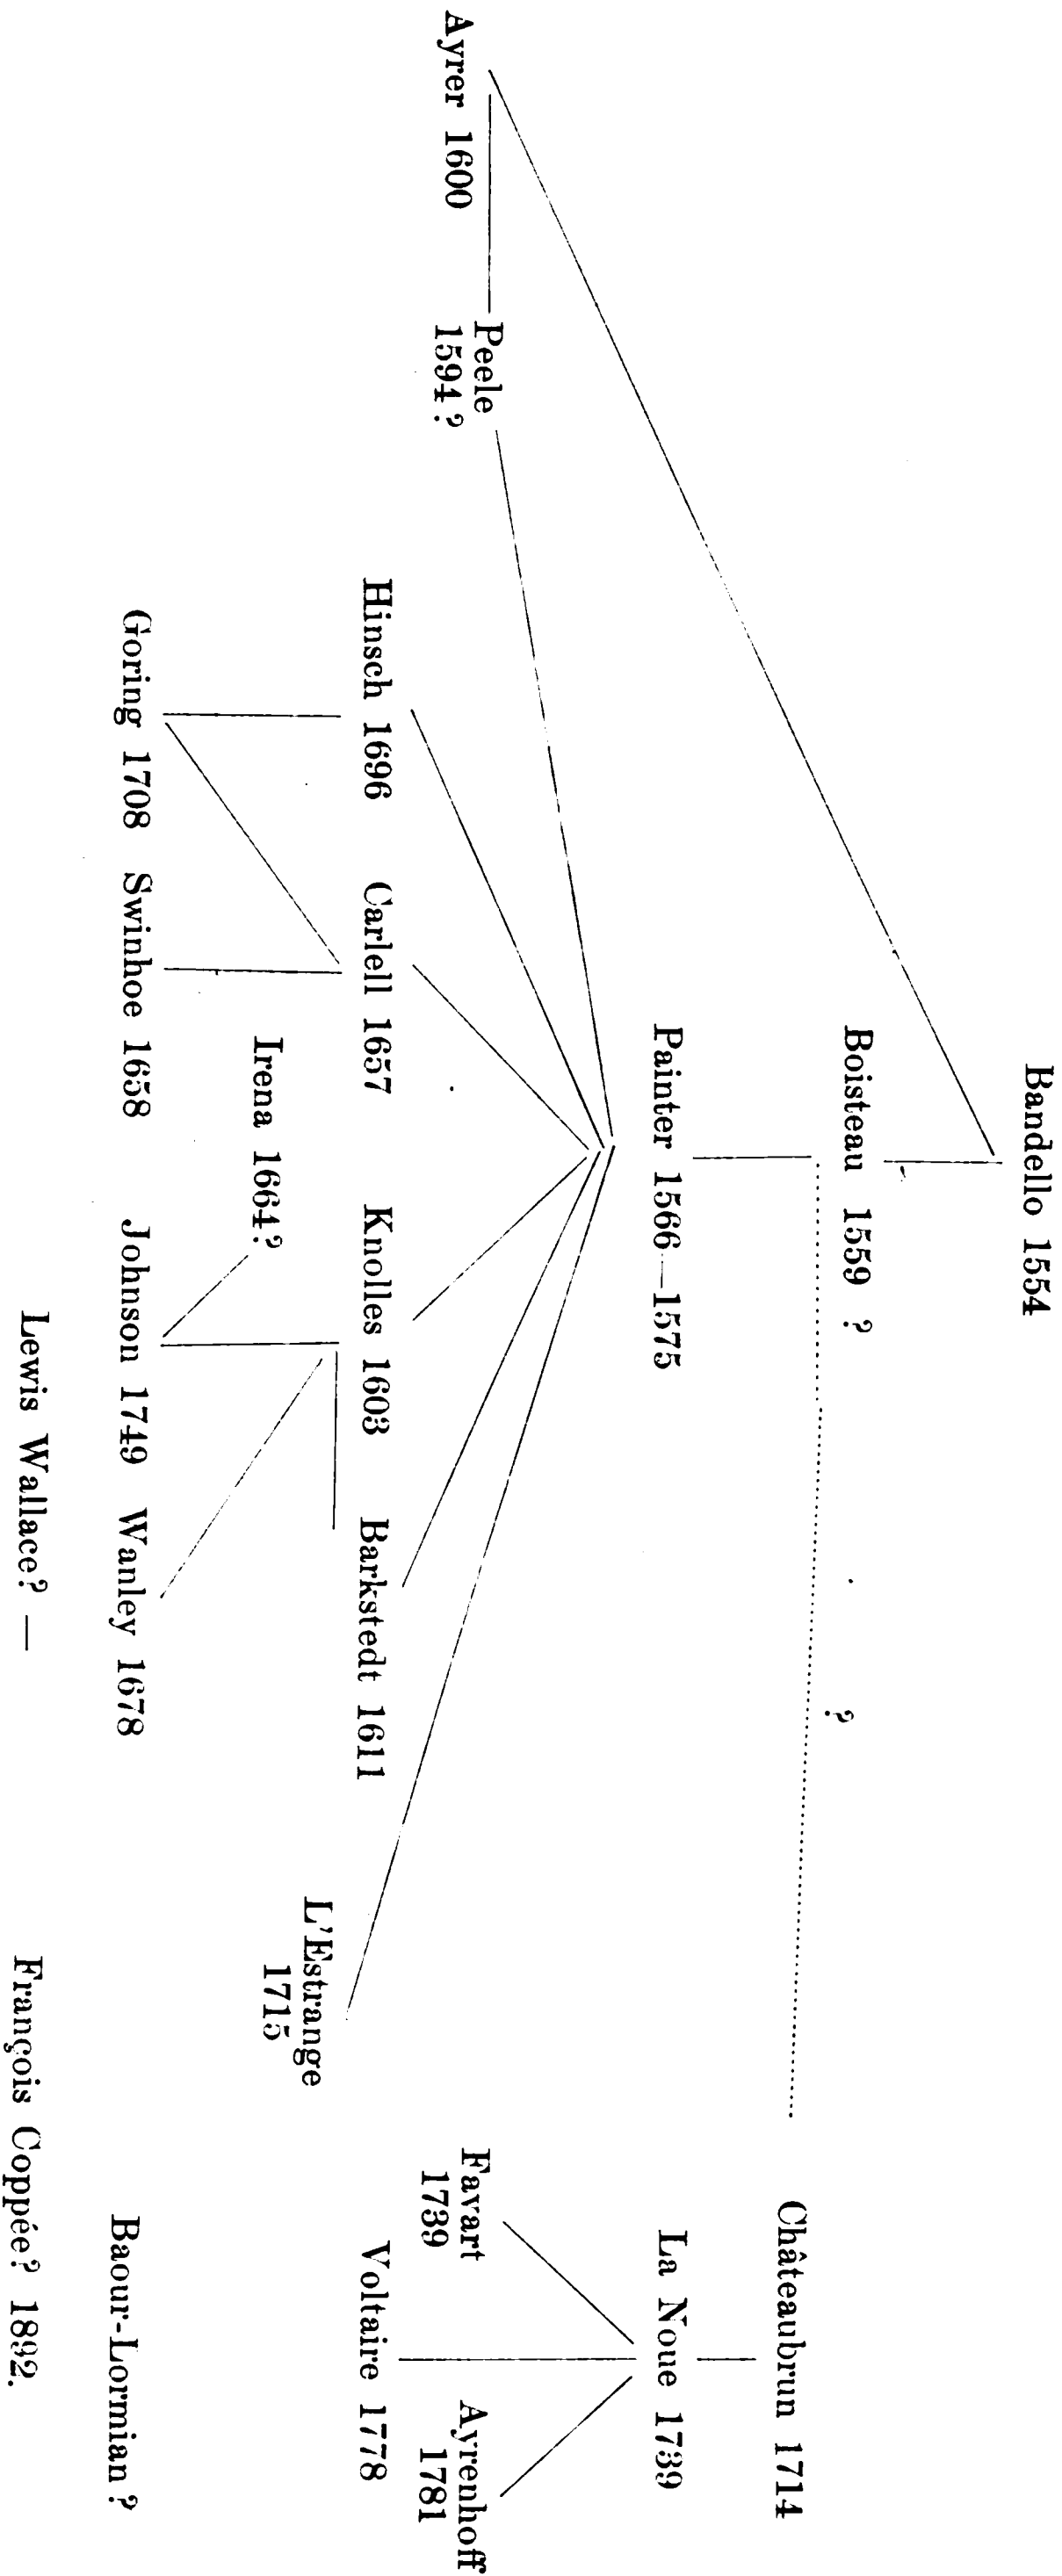 Bandello 1554
Boisteau 1559 ?
?
Châteaubrun 1714
Painter 1566—1575
La Noue 1739
Ayrer 1600
Peele
1594?
Favart
1739
Ayrenhoff
1781
Hinsch 1696
Carlell 1657
Knolles 1603
Barkstedt 1611
Voltaire 1778
L'Estrange
1715
Irena 1664?
Goring 1708
Swinhoe 1658
Johnson 1749
Wanley 1678
Baour-Lormian?
Lewis Wallace? —
François Coppée? 1892.